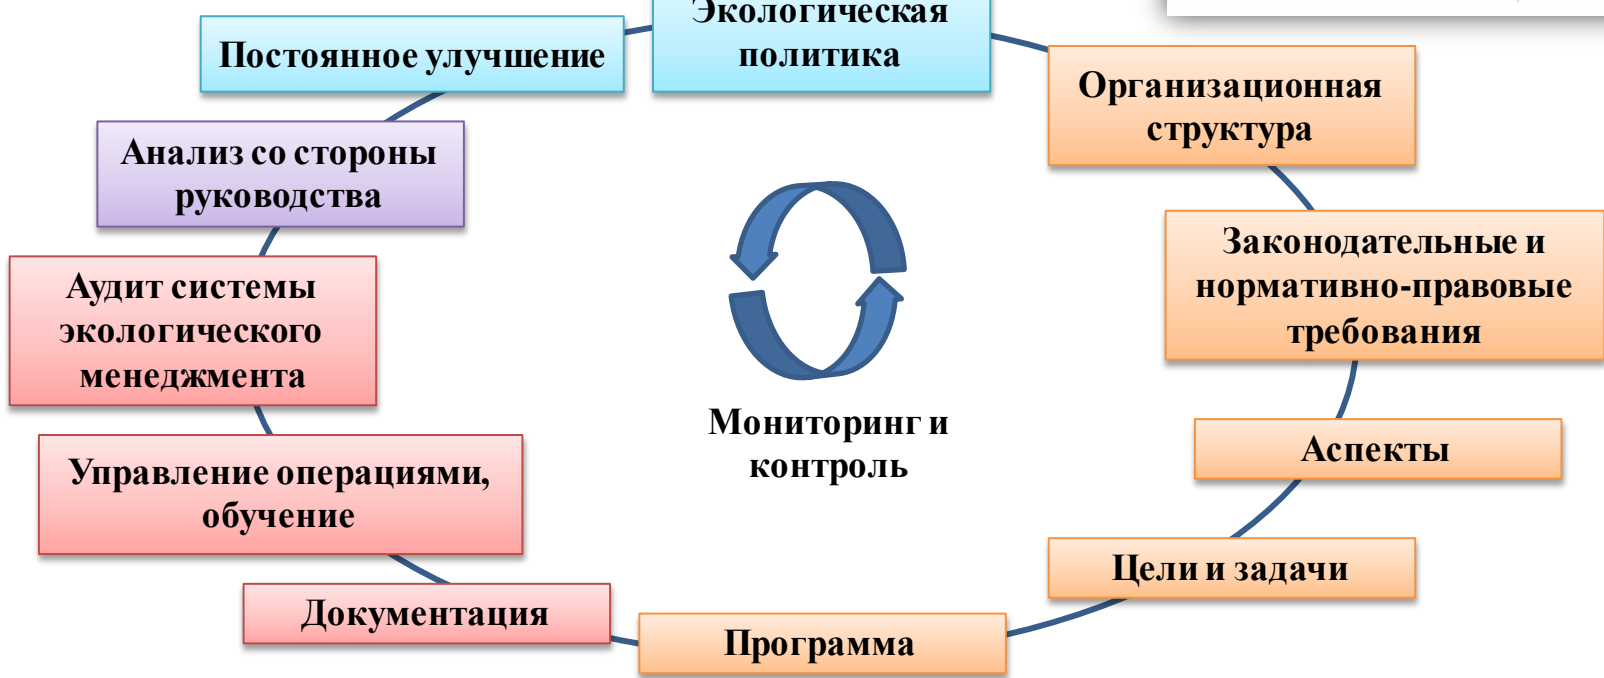 Экологическая
политика
Постоянное улучшение
Организационная
структура
Анализ со стороны
руководства
Законодательные и
нормативно-правовые
требования
Аудит системы
экологического
менеджмента
Мониторинг и
контроль
Аспекты
Управление операциями,
обучение
Цели и задачи
Документация
Программа